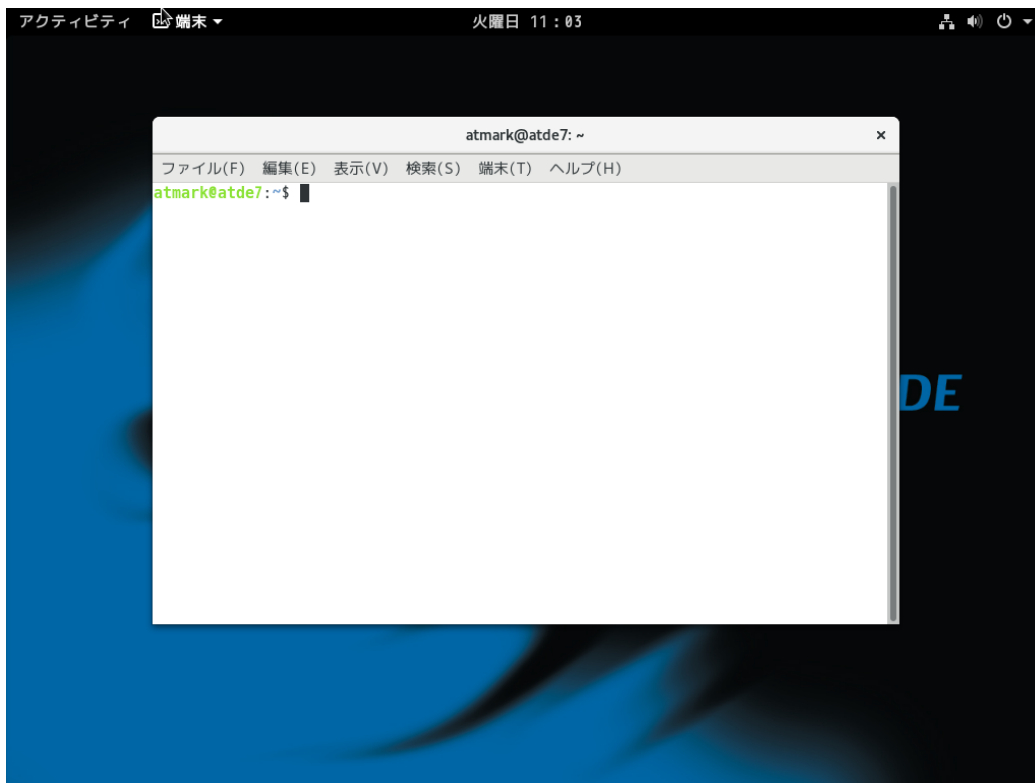 アクティビティ 端末 火曜日 11：03
atmark@atde7: ~
ファイル(F) 編集(E) 表示(V) 検索(S) 端末(T) ヘルプ(H)
atmark@atde7:~$
DE